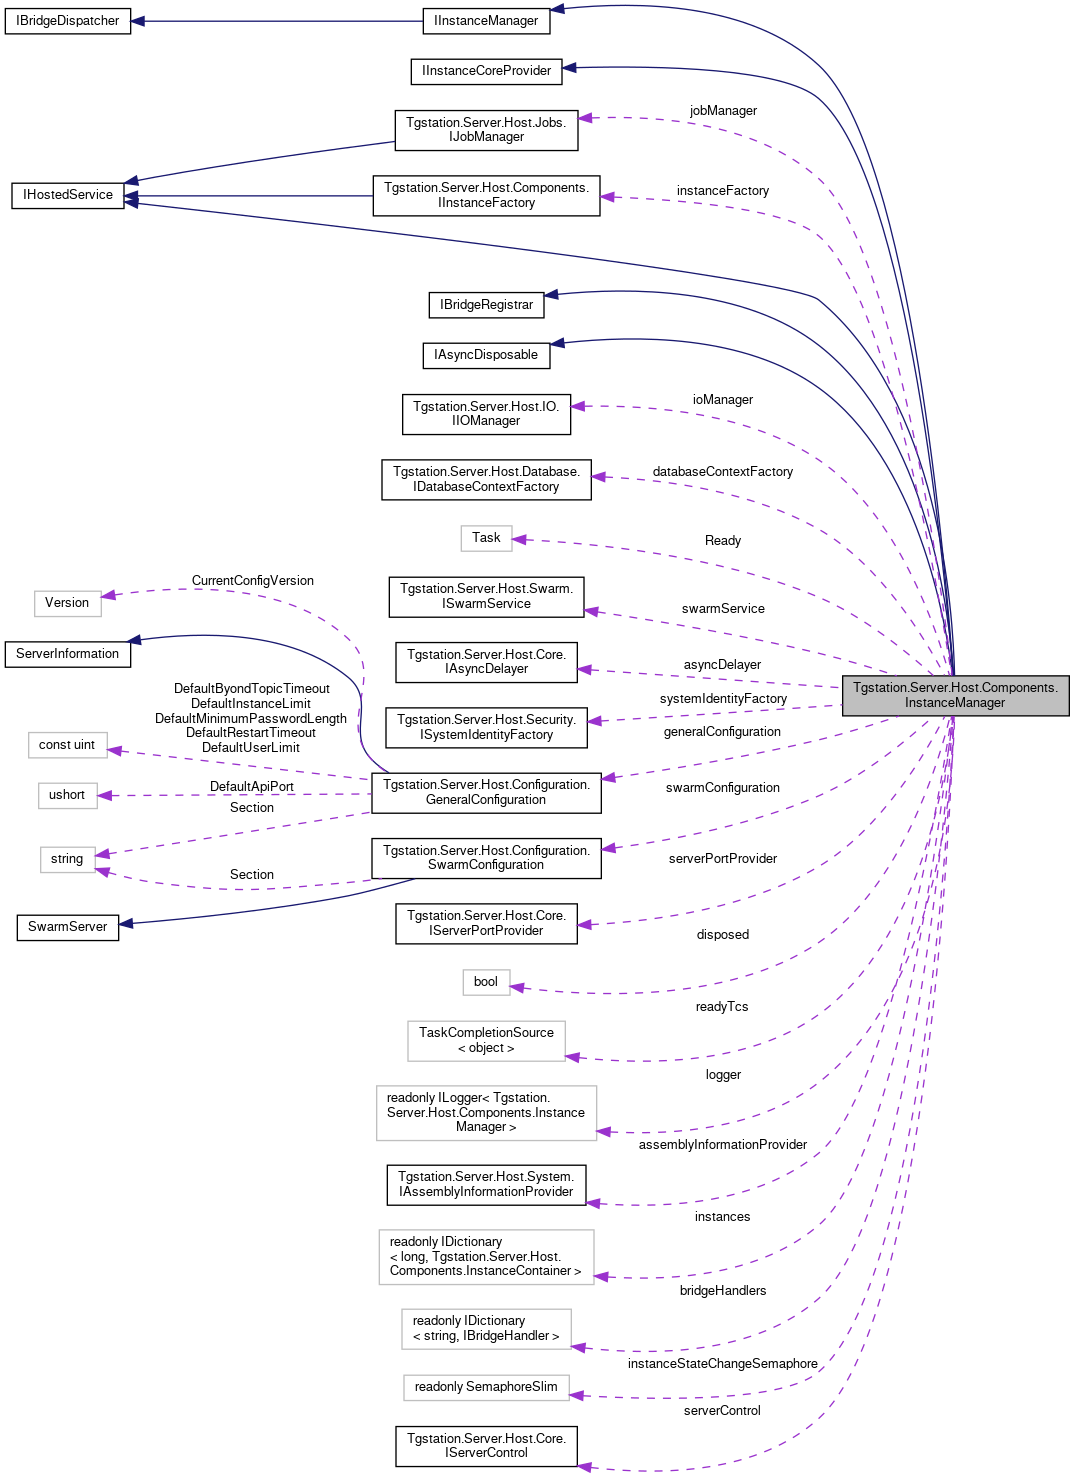 IBridgeDispatcher
IInstanceManager
IInstanceCoreProvider
jobManager
Tgstation.Server.Host.Jobs.
IJobManager
IHostedService
instanceFactory
Tgstation.Server.Host.Components.
IInstanceFactory
IBridgeRegistrar
IAsyncDisposable
ioManager
Tgstation.Server.Host.IO.
IIOManager
databaseContextFactory
Tgstation.Server.Host.Database.
IDatabaseContextFactory
Task
Ready
CurrentConfigVersion
Version
Tgstation.Server.Host.Swarm.
ISwarmService
swarmService
ServerInformation
Tgstation.Server.Host.Core.
IAsyncDelayer
asyncDelayer
Tgstation.Server.Host.Components.
InstanceManager
systemIdentityFactory
Tgstation.Server.Host.Security.
ISystemIdentityFactory
generalConfiguration
DefaultByondTopicTimeout
DefaultInstanceLimit
DefaultMinimumPasswordLength
DefaultRestartTimeout
DefaultUserLimit
const uint
Tgstation.Server.Host.Configuration.
GeneralConfiguration
DefaultApiPort
ushort
swarmConfiguration
Section
string
Tgstation.Server.Host.Configuration.
SwarmConfiguration
Section
serverPortProvider
SwarmServer
Tgstation.Server.Host.Core.
IServerPortProvider
disposed
bool
readyTcs
TaskCompletionSource
< object >
logger
readonly ILogger< Tgstation.
Server.Host.Components.Instance
Manager >
assemblyInformationProvider
Tgstation.Server.Host.System.
IAssemblyInformationProvider
instances
readonly IDictionary
< long, Tgstation.Server.Host.
Components.InstanceContainer >
bridgeHandlers
readonly IDictionary
< string, IBridgeHandler >
instanceStateChangeSemaphore
readonly SemaphoreSlim
serverControl
Tgstation.Server.Host.Core.
IServerControl